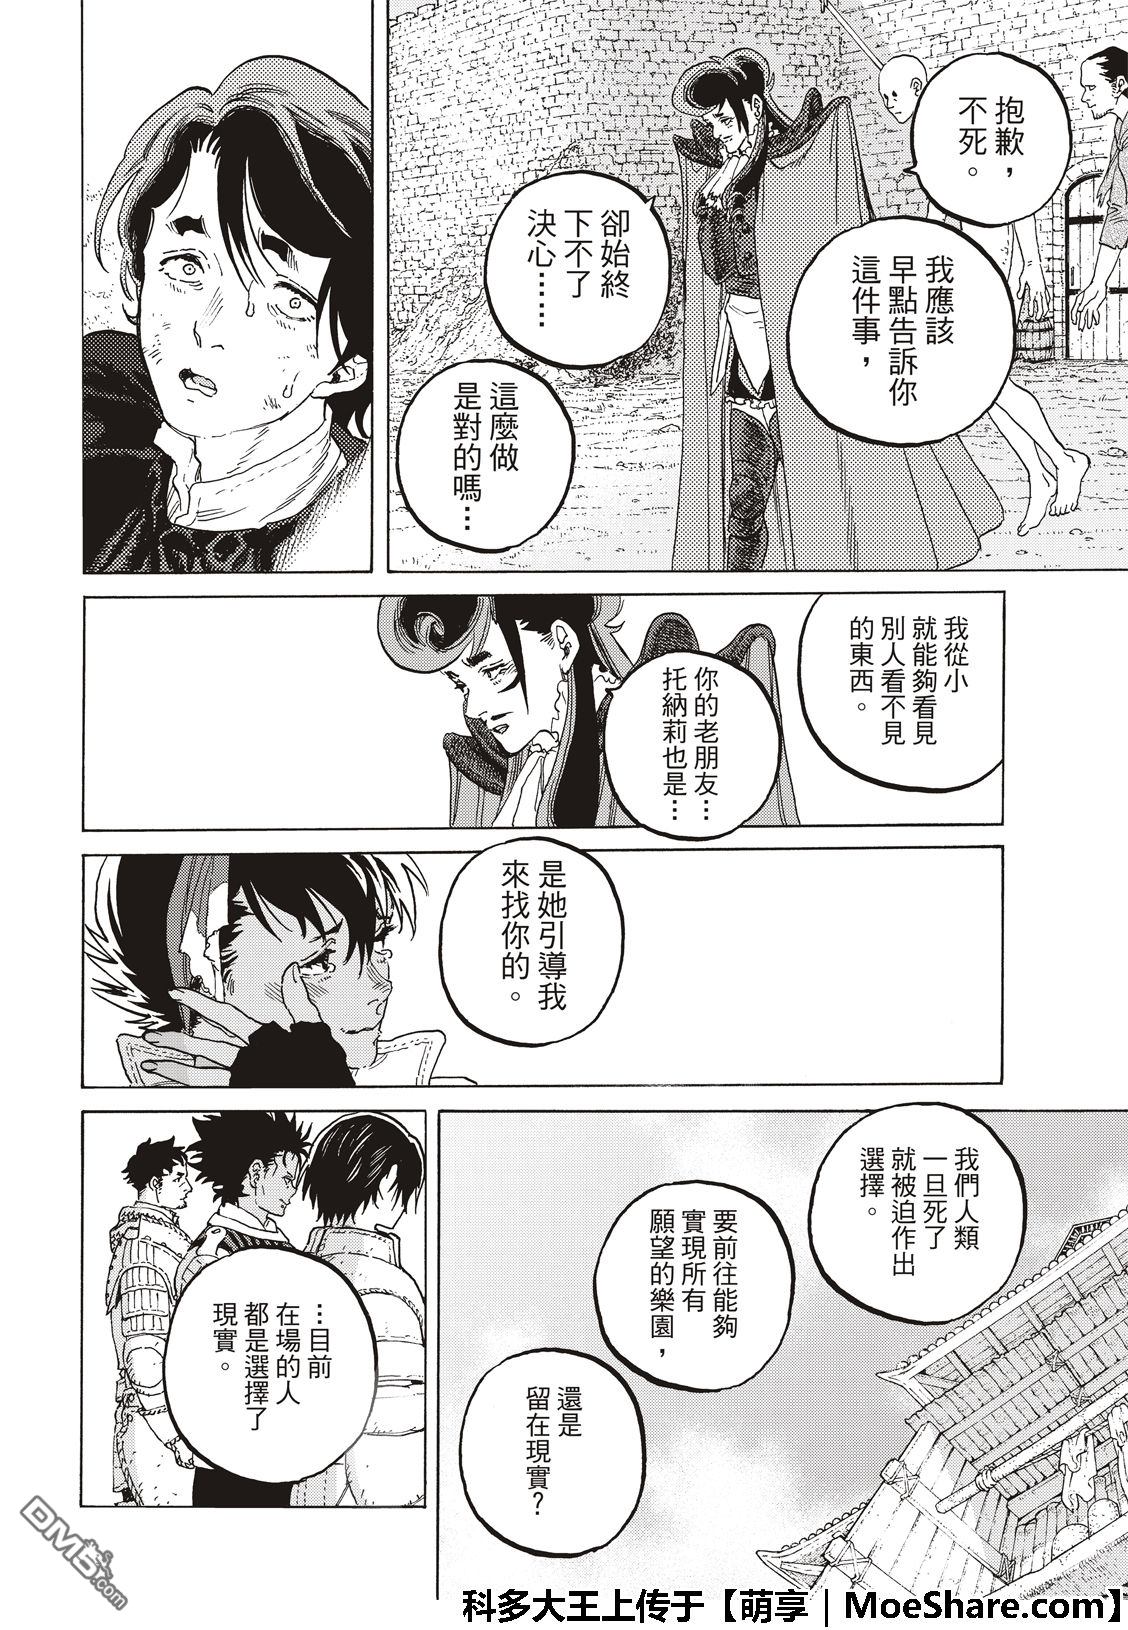 抱歉，
不死。
我應該
早點告訴你
這件事，
卻始終
下不了
決心……
這麼做
是對的嗎…
我從小
就能夠看見
別人看不見
的東西。
你的老朋友…
托納莉也是…
是她引導我
來找你的。
我們人類
一旦死了
就被迫作出
選擇。
要前往能夠
實現所有
願望的樂園，
還是
留在現實？
…目前
在場的人
都是選擇了
現實。
DM5.com
科多大王上传于【萌享｜MoeShare.com】